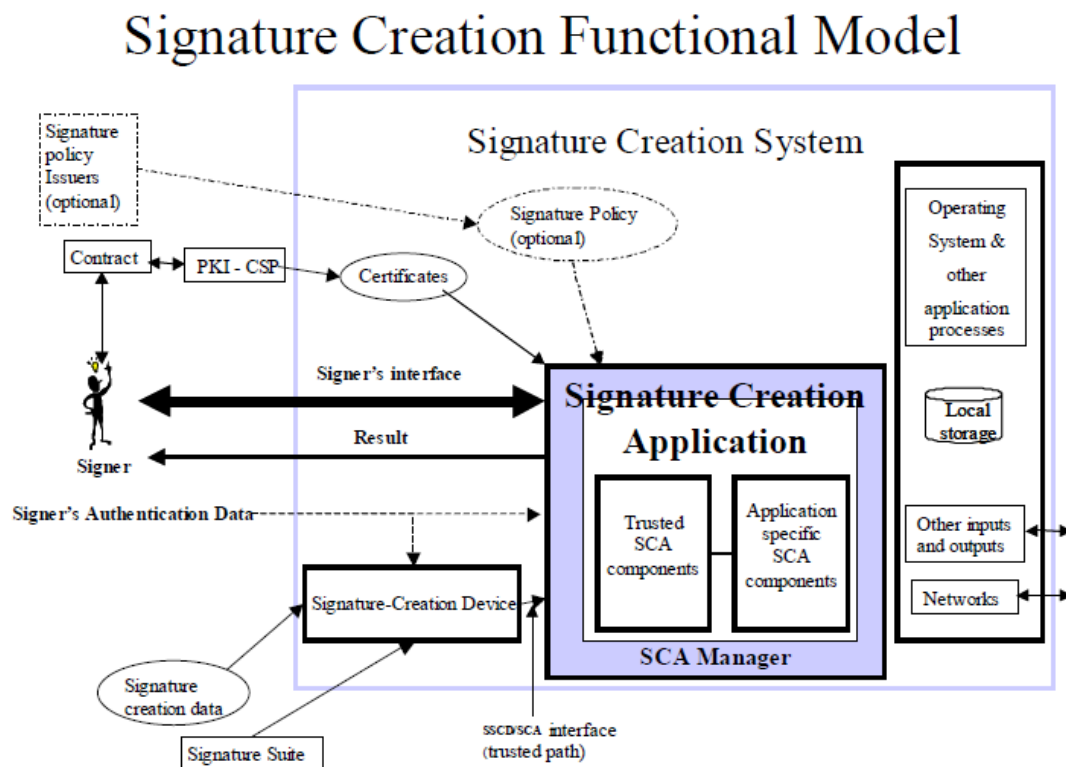 Signature Creation Functional Model
Signature
policy
Issuers
(optional)
Signature Creation System
Signature Policy
(optional)
Operating
System &
other
application
processes
Contract
PKI - CSP
Certificates
Signer's interface
Result
Signer
Signature Creation
Application
Local
storage
Signer's Authentication Data
Trusted
SCA
components
Application
specific
SCA
components
Other inputs
and outputs
Networks
Signature-Creation Device
SCA Manager
Signature
creation data
Signature Suite
SSCD/SCA interface
(trusted path)